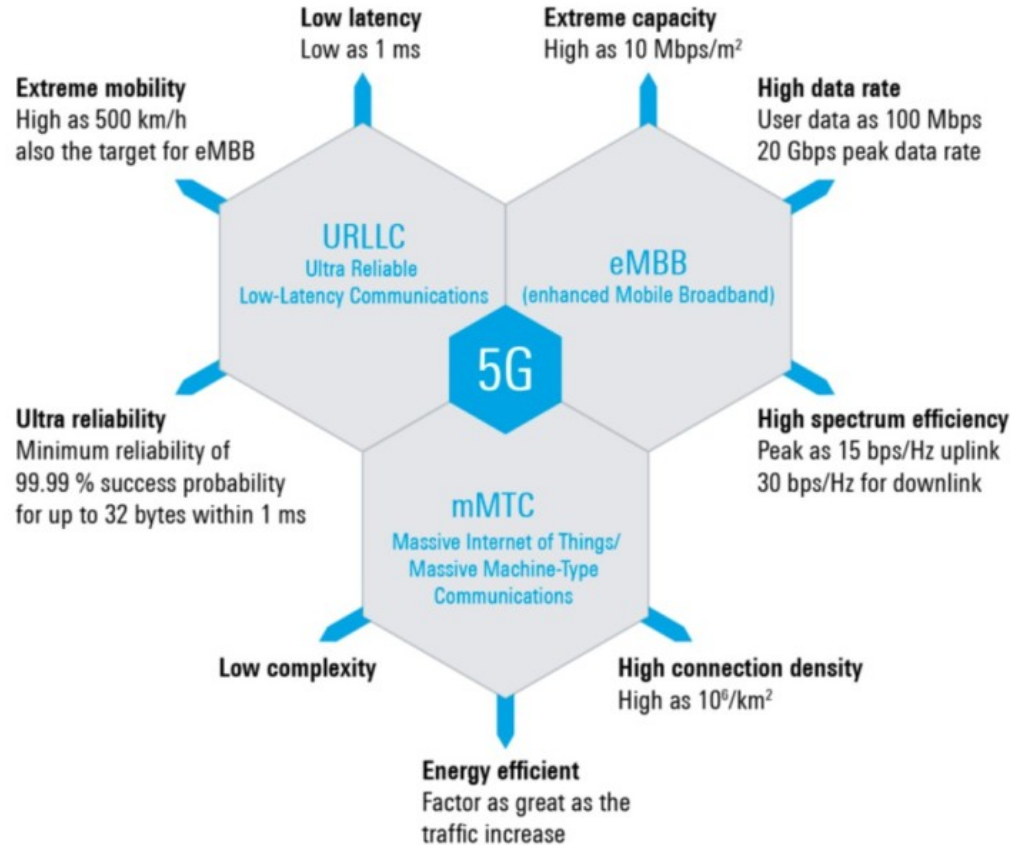 Low latency
Low as 1 ms
Extreme capacity
High as 10 Mbps/m²
Extreme mobility
High as 500 km/h
also the target for eMBB
High data rate
User data as 100 Mbps
20 Gbps peak data rate
URLLC
Ultra Reliable
Low-Latency Communications
eMBB
(enhanced Mobile Broadband)
5G
Ultra reliability
Minimum reliability of
99.99 % success probability
for up to 32 bytes within 1 ms
High spectrum efficiency
Peak as 15 bps/Hz uplink
30 bps/Hz for downlink
mMTC
Massive Internet of Things/
Massive Machine-Type
Communications
Low complexity
High connection density
High as 10⁶/km²
Energy efficient
Factor as great as the
traffic increase